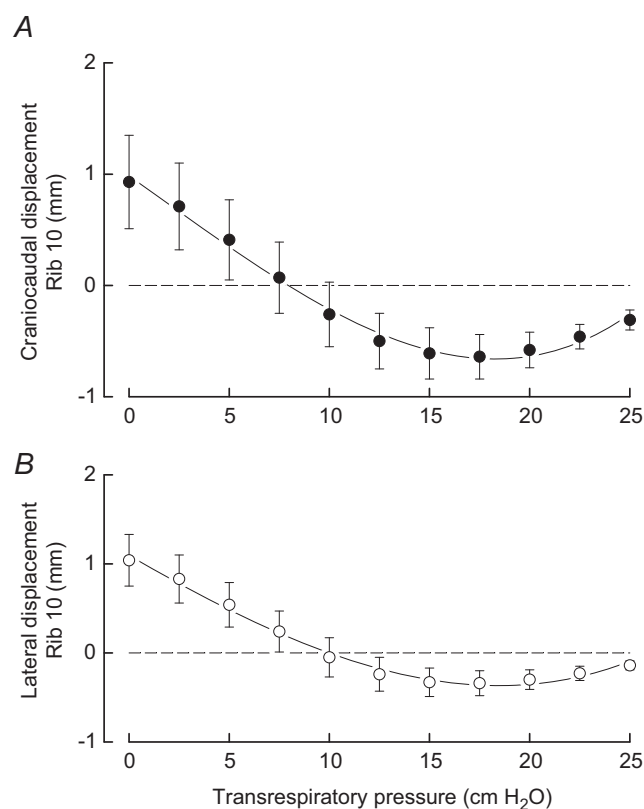 A
Craniocaudal displacement
Rib 10 (mm)
2
1
0
-1
0 5 10 15 20 25
B
Lateral displacement
Rib 10 (mm)
2
1
0
-1
0 5 10 15 20 25
Transrespiratory pressure (cm H₂O)